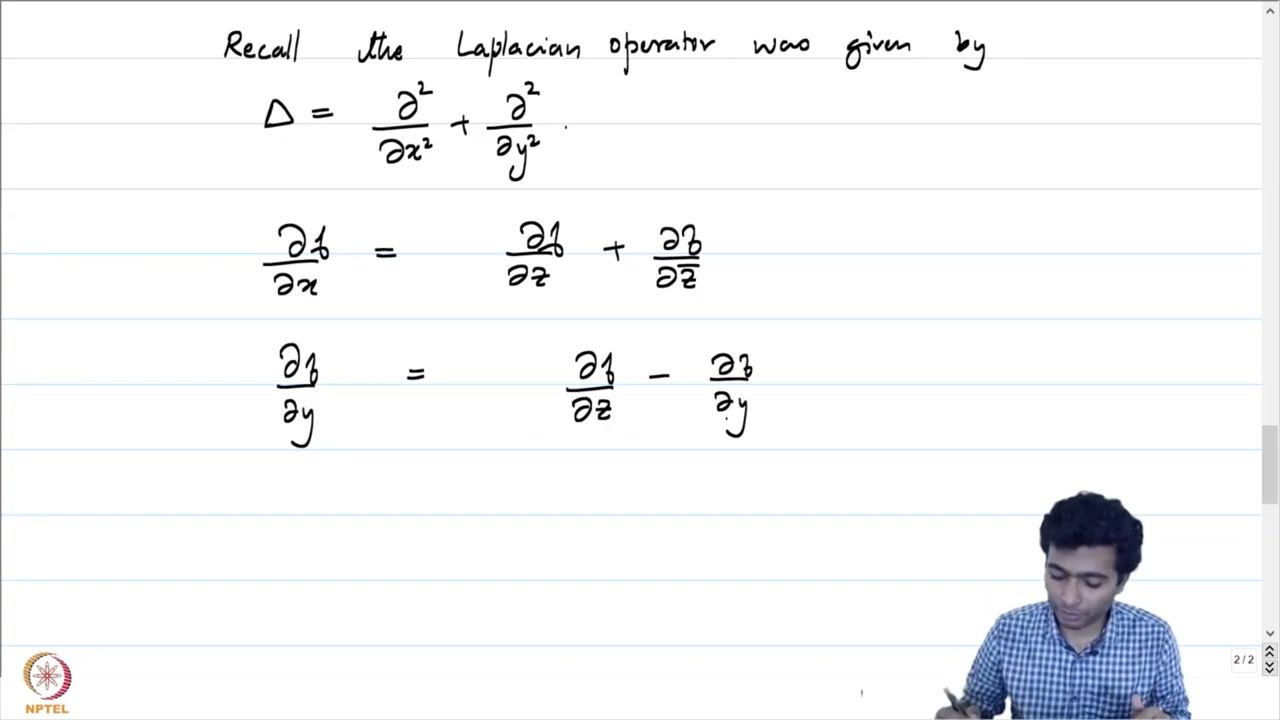 Recall the Laplacian operator was given by
Δ = ∂²/∂x² + ∂²/∂y² .
∂f/∂x = ∂f/∂z + ∂f/∂z̄
∂f/∂y = ∂f/∂z − ∂f/∂y
2 / 2
NPTEL